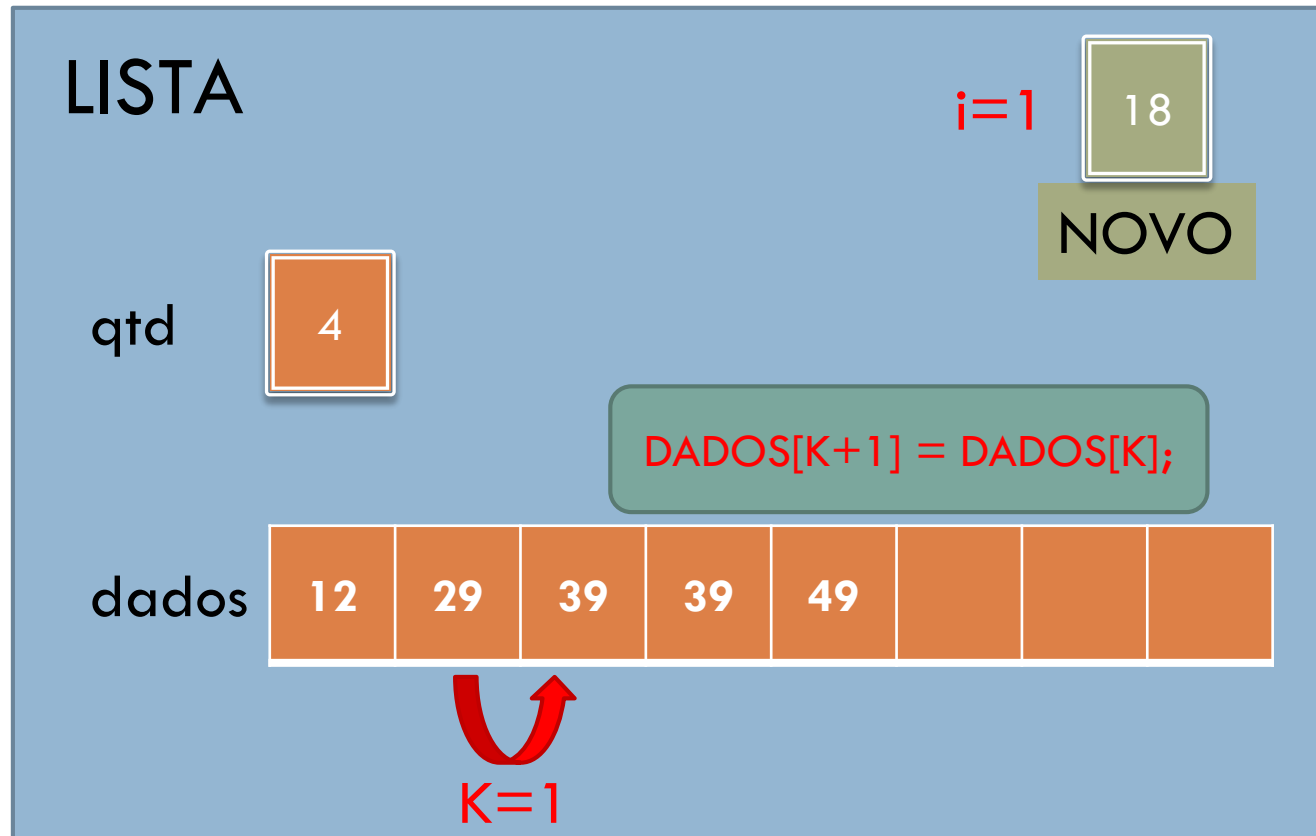 LISTA
i=1 18
NOVO
qtd 4
DADOS[K+1] = DADOS[K];
dados 12 29 39 39 49
K=1